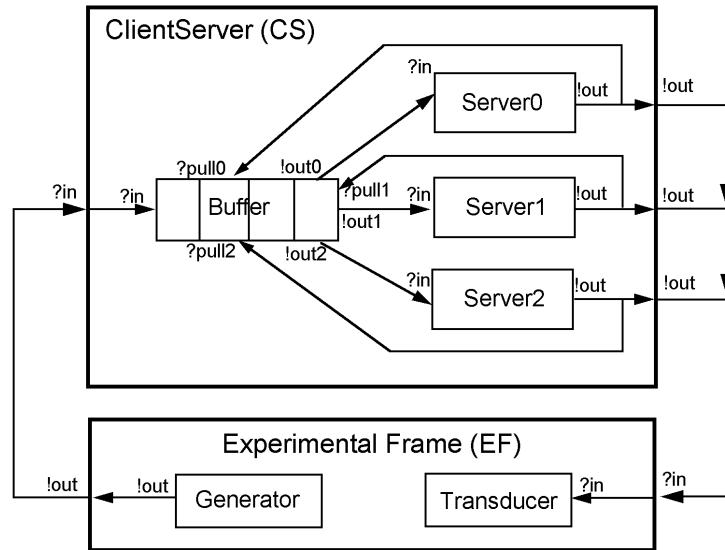 ClientServer (CS)
?in
Server0
!out
!out
?pull0
!out0
?in
?in
Buffer
?pull1
!out1
?in
Server1
!out
!out
?pull2
!out2
?in
Server2
!out
!out
Experimental Frame (EF)
!out
!out
Generator
Transducer
?in
?in